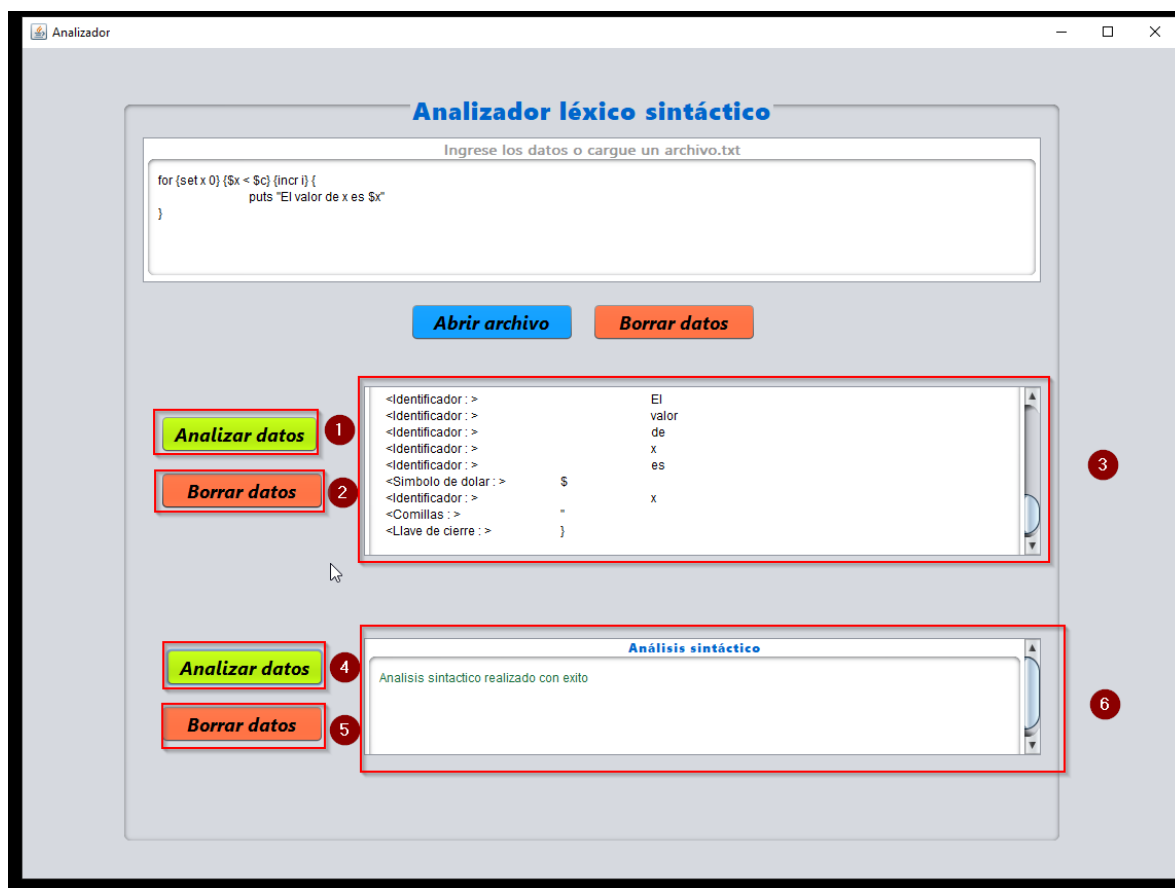 Analizador
Analizador léxico sintáctico
Ingrese los datos o cargue un archivo.txt
for {set x 0} {$x < $c} {incr i} {
puts "El valor de x es $x"
}
Abrir archivo Borrar datos
Analizar datos 1
Borrar datos 2
<Identificador : > El
<Identificador : > valor
<Identificador : > de
<Identificador : > x
<Identificador : > es
<Simbolo de dolar : > $
<Identificador : > x
<Comillas : > "
<Llave de cierre : > }
3
Analizar datos 4
Borrar datos 5
Análisis sintáctico
Analisis sintactico realizado con exito
6